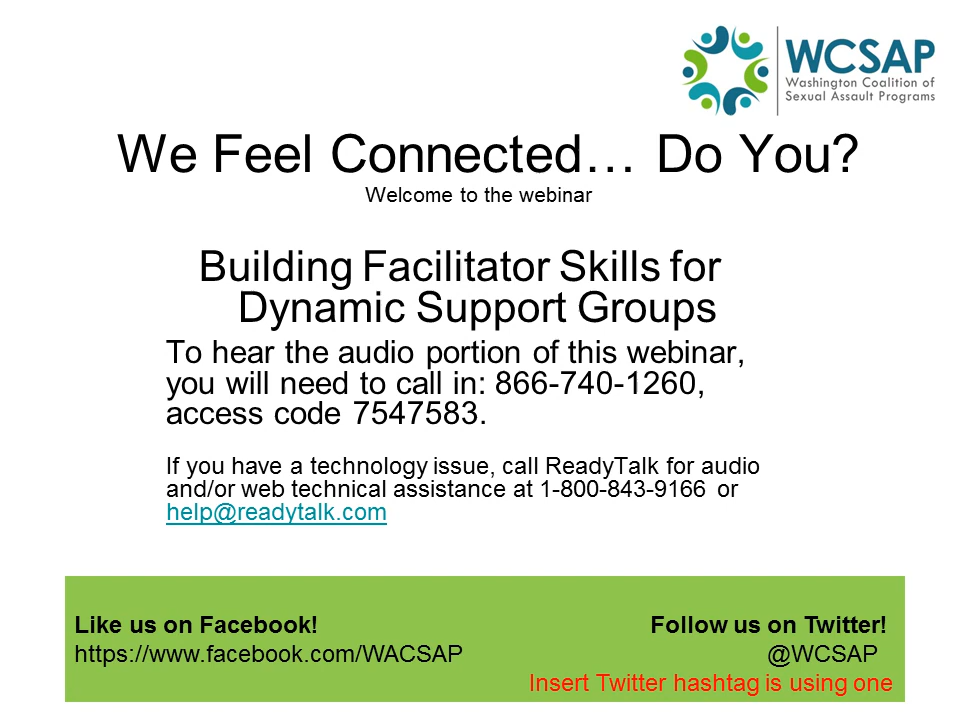 WCSAP
Washington Coalition of
Sexual Assault Programs
We Feel Connected… Do You?
Welcome to the webinar
Building Facilitator Skills for
Dynamic Support Groups
To hear the audio portion of this webinar,
you will need to call in: 866-740-1260,
access code 7547583.
If you have a technology issue, call ReadyTalk for audio
and/or web technical assistance at 1-800-843-9166 or
help@readytalk.com
Like us on Facebook! Follow us on Twitter!
https://www.facebook.com/WACSAP @WCSAP
Insert Twitter hashtag is using one